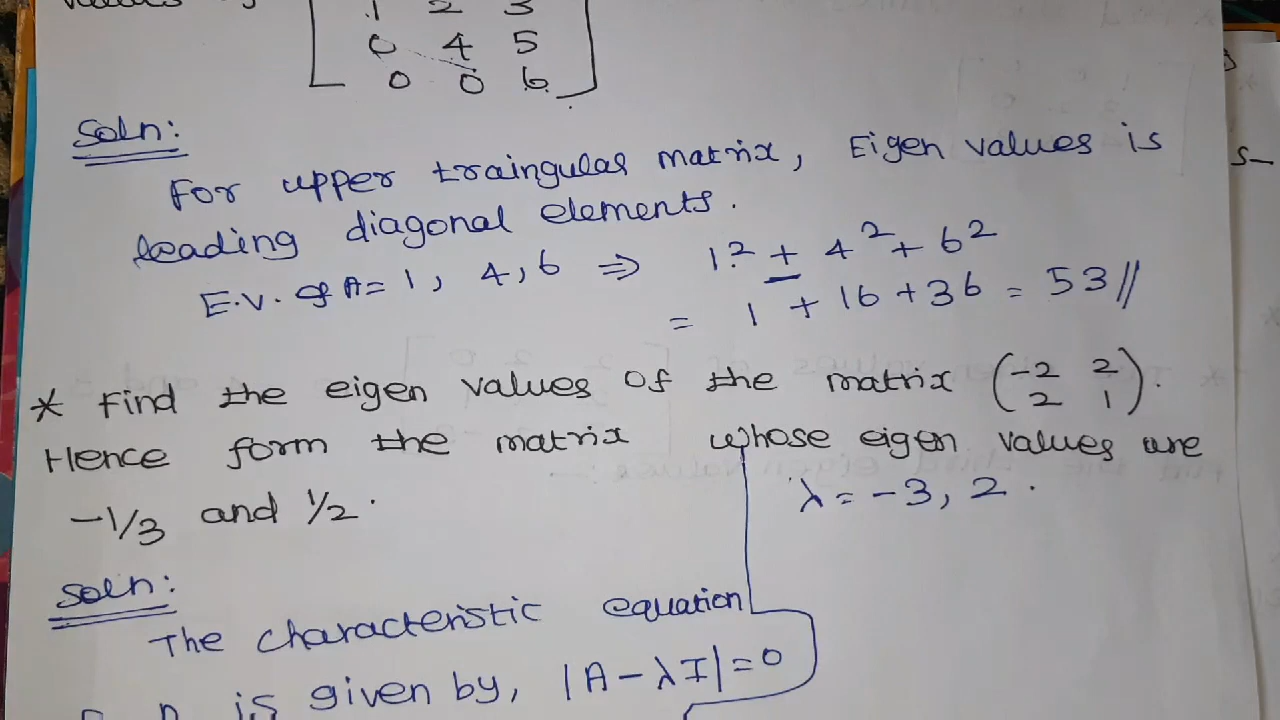 1 2 3
0 4 5
0 0 6
Soln:
For upper traingular matrix, Eigen values is
leading diagonal elements.
E.V. of A = 1, 4, 6 ⇒ 1² + 4² + 6²
= 1 + 16 + 36 = 53//
* Find the eigen values of the matrix (-2 2
2 1).
Hence form the matrix whose eigen values are
-1/3 and 1/2.
λ = -3, 2.
Soln:
The characteristic equation
is given by, |A - λI| = 0